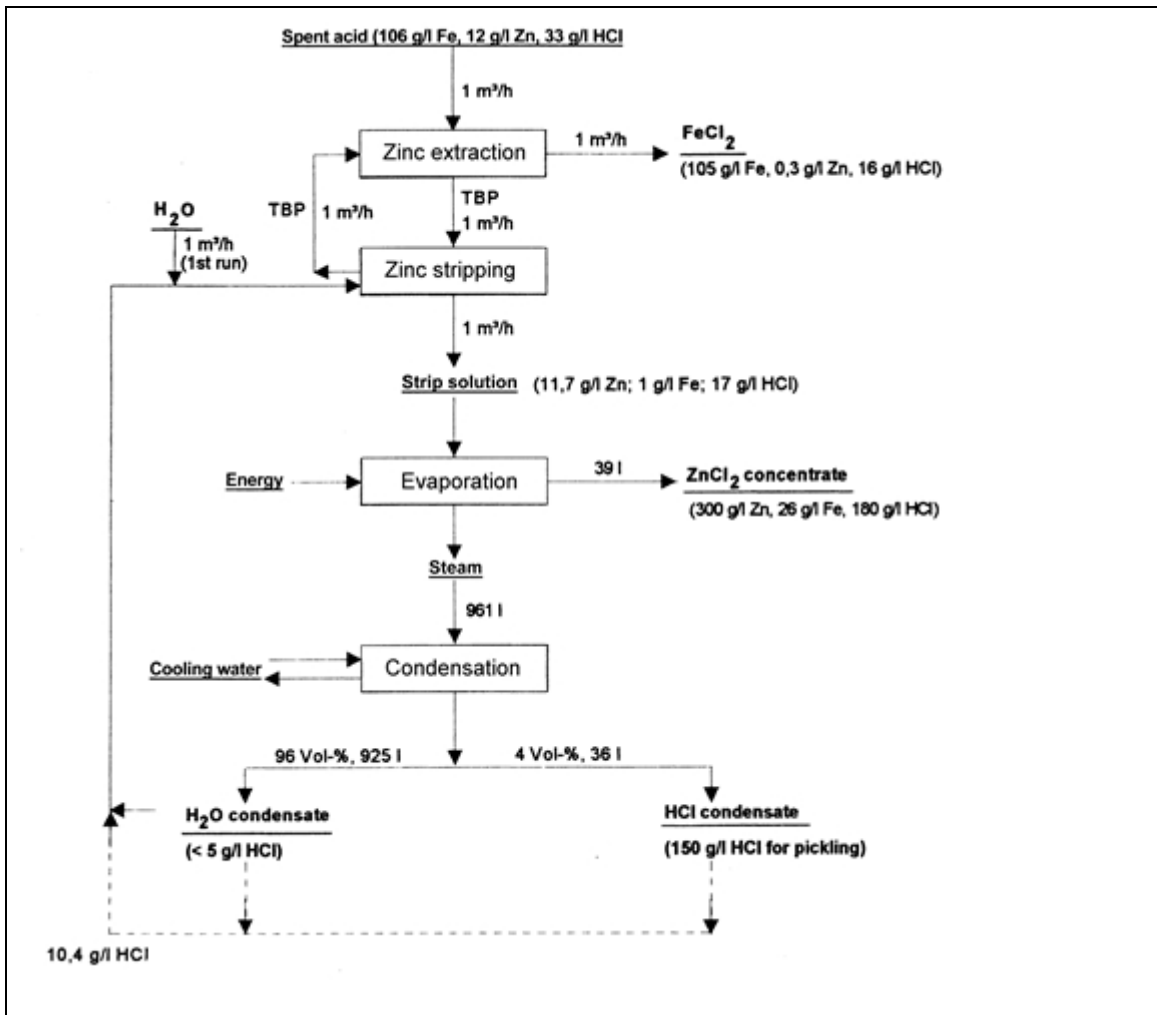 Spent acid (106 g/l Fe, 12 g/l Zn, 33 g/l HCl
1 m³/h
Zinc extraction
1 m³/h
FeCl₂
(105 g/l Fe, 0,3 g/l Zn, 16 g/l HCl)
TBP
1 m³/h
TBP
1 m³/h
H₂O
1 m³/h
(1st run)
Zinc stripping
1 m³/h
Strip solution (11,7 g/l Zn; 1 g/l Fe; 17 g/l HCl)
Energy
Evaporation
39 l
ZnCl₂ concentrate
(300 g/l Zn, 26 g/l Fe, 180 g/l HCl)
Steam
961 l
Cooling water
Condensation
96 Vol-%, 925 l
4 Vol-%, 36 l
H₂O condensate
(< 5 g/l HCl)
HCl condensate
(150 g/l HCl for pickling)
10,4 g/l HCl